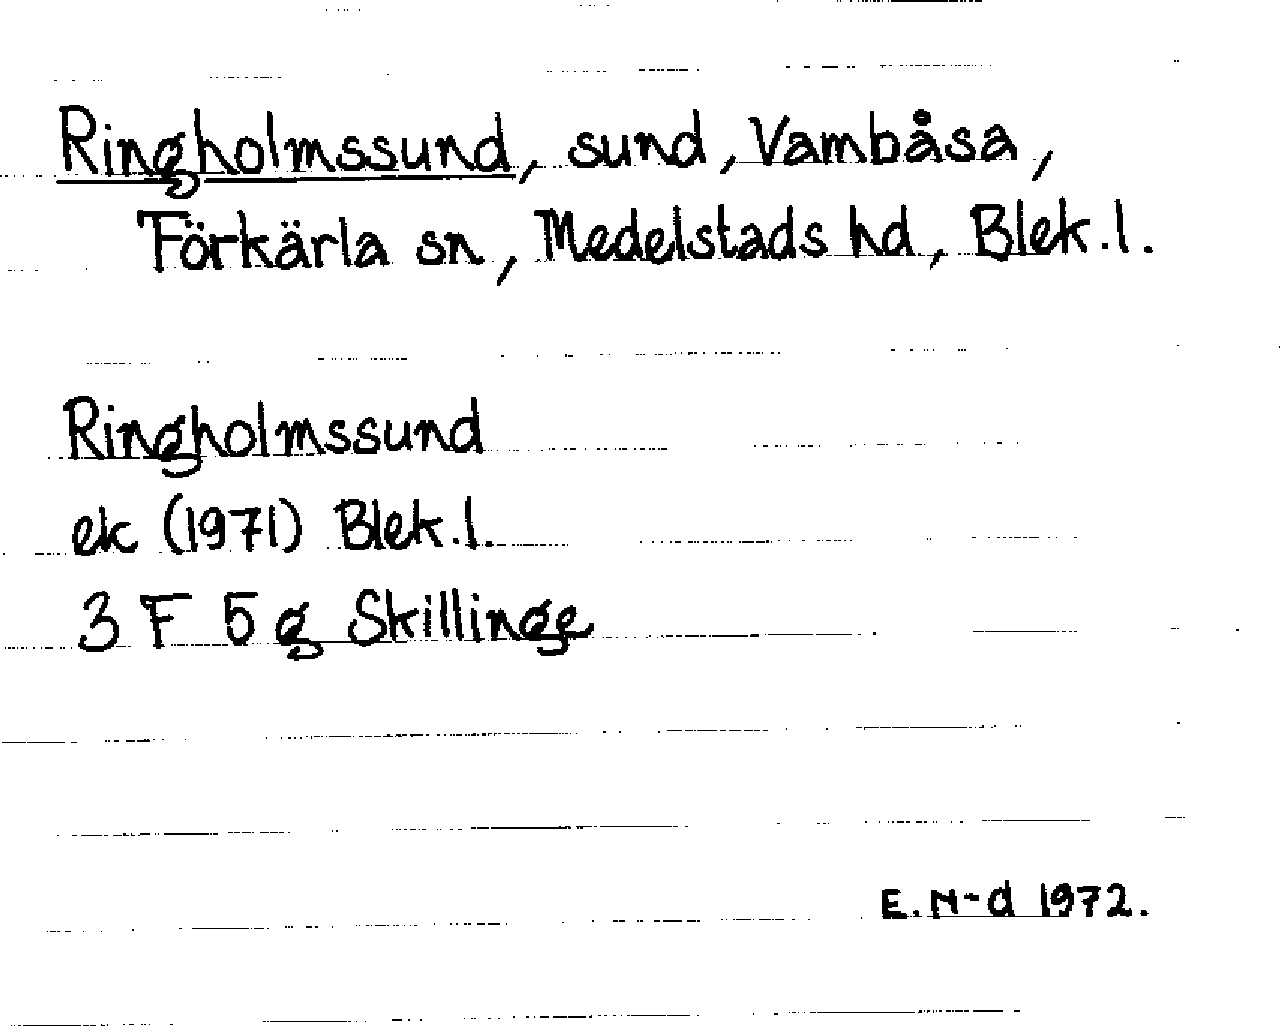 Ringholmssund, sund, Vambåsa,
Förkärla sn, Medelstads hd, Blek.l.
Ringholmssund
ek (1971) Blek.l.
3 F 5 g Skillinge
E. N-d 1972.